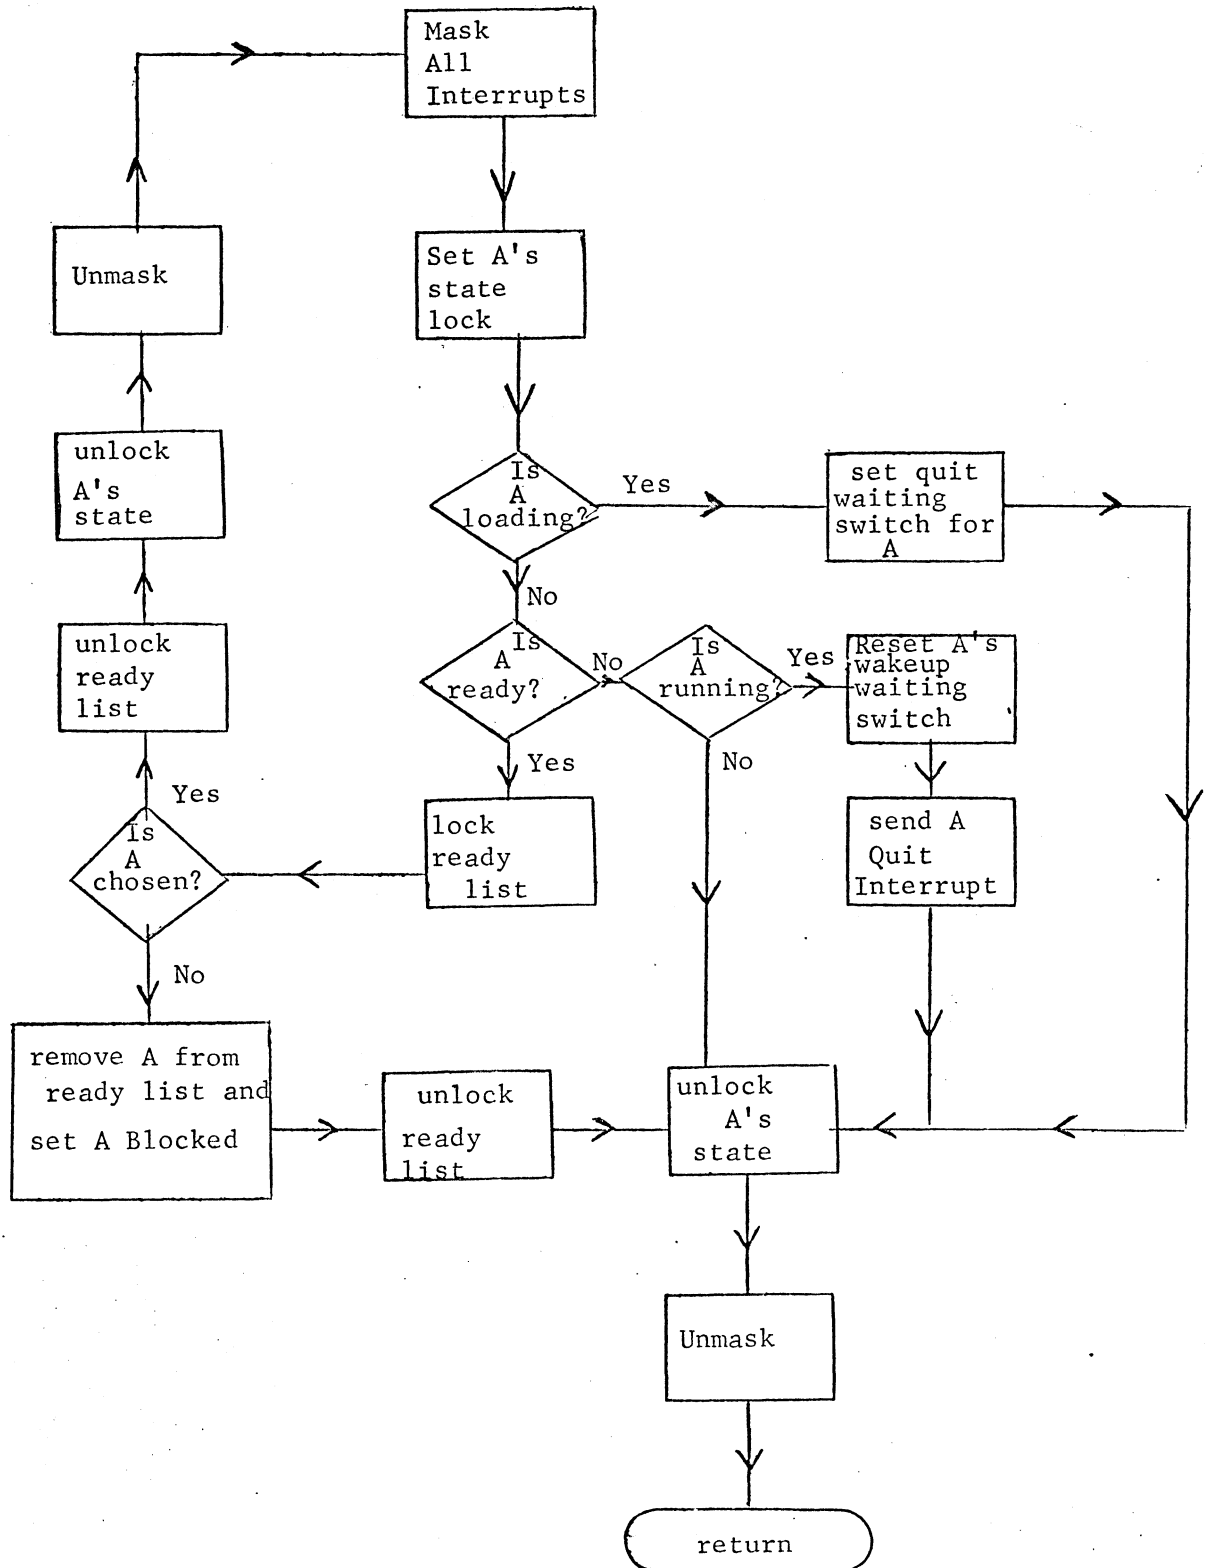 Mask
All
Interrupts
Unmask
Set A's
state
lock
unlock
A's
state
Is
A
loading?
Yes
set quit
waiting
switch for
A
No
unlock
ready
list
Is
A
ready?
No
Is
A
running?
Yes
Reset A's
wakeup
waiting
switch
Yes
No
Yes
Is
A
chosen?
lock
ready
list
send A
Quit
Interrupt
No
remove A from
ready list and
set A Blocked
unlock
ready
list
unlock
A's
state
Unmask
return